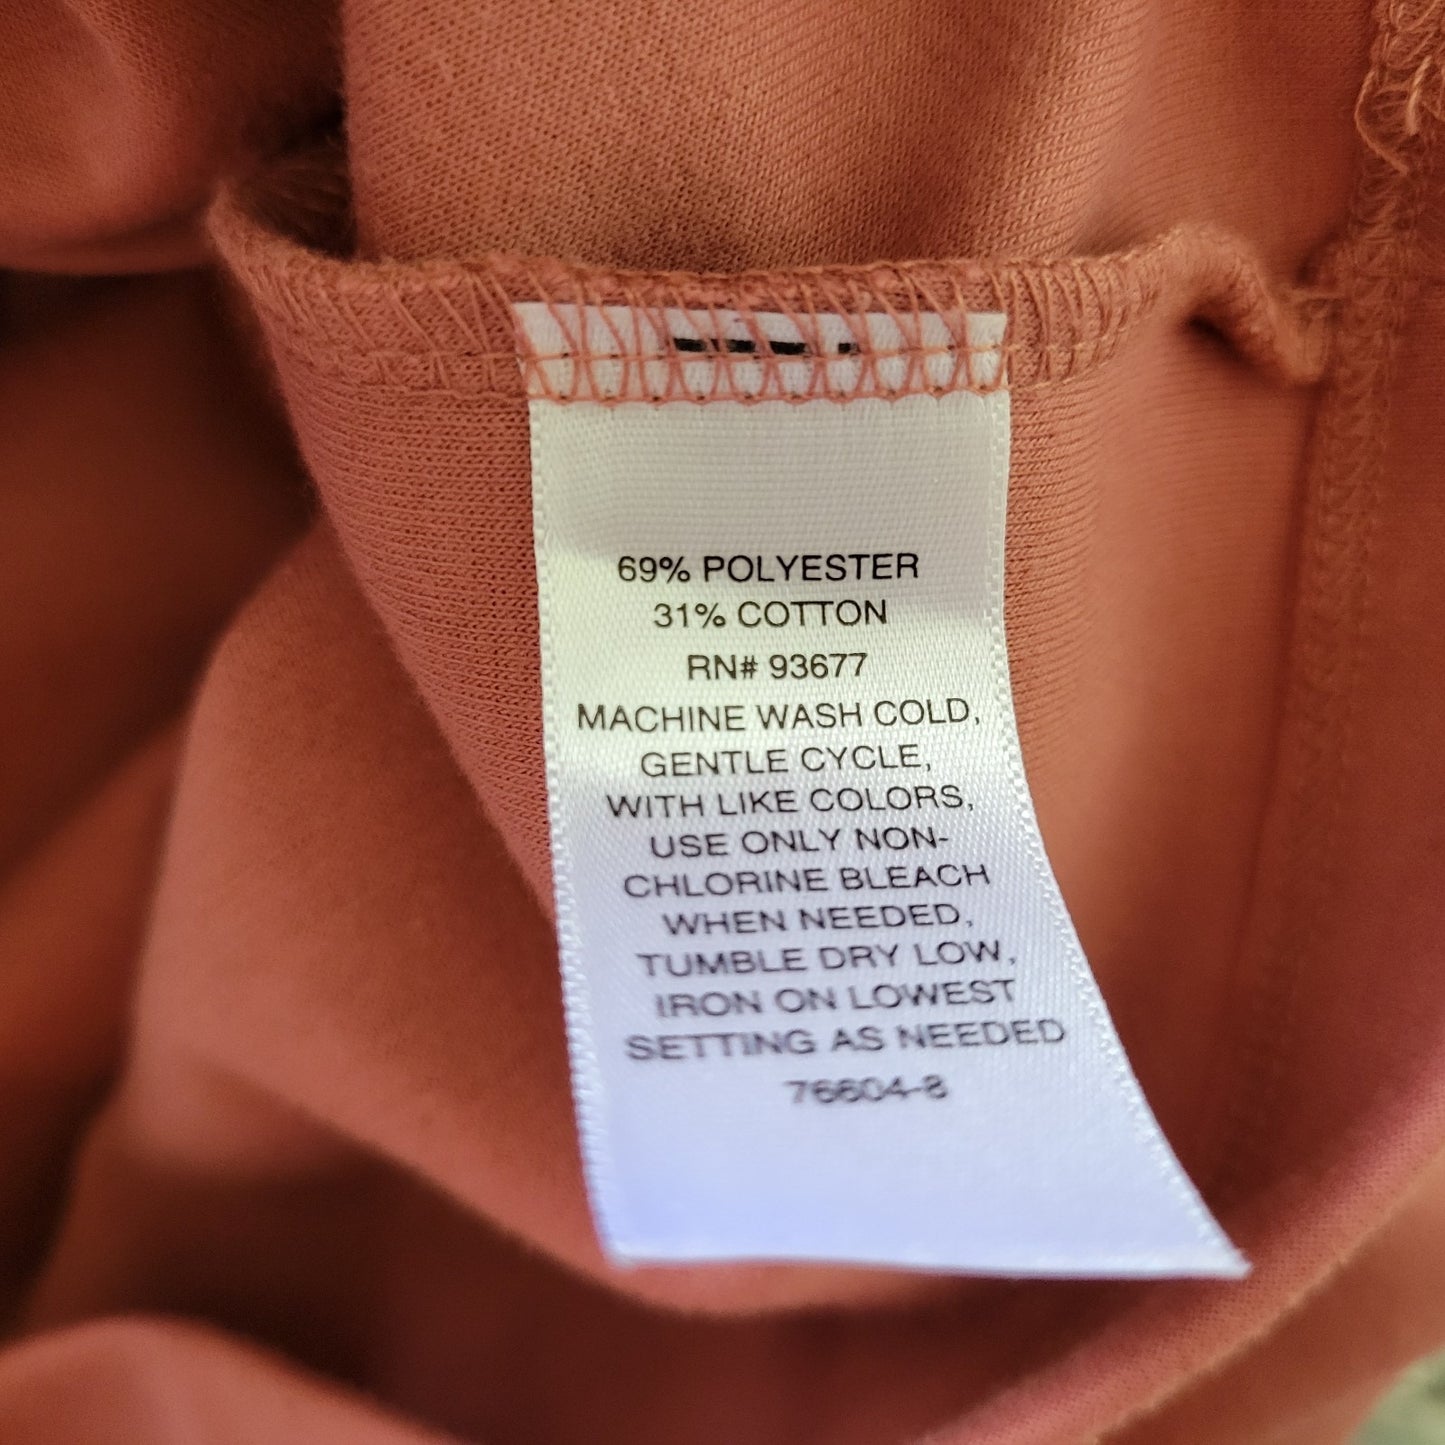 69% POLYESTER
31% COTTON
RN# 93677
MACHINE WASH COLD,
GENTLE CYCLE,
WITH LIKE COLORS,
USE ONLY NON-
CHLORINE BLEACH
WHEN NEEDED,
TUMBLE DRY LOW,
IRON ON LOWEST
SETTING AS NEEDED
76604-8